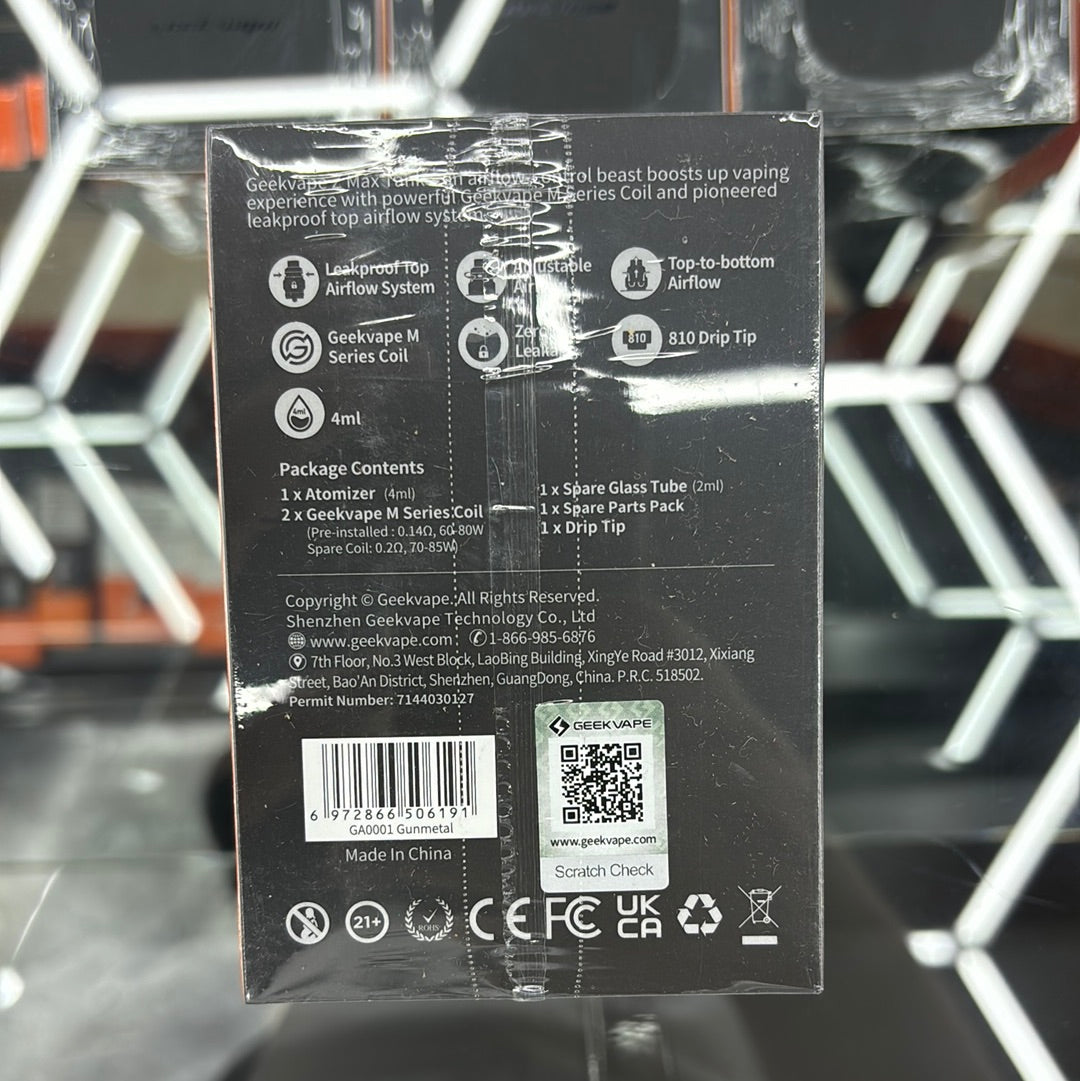 Geekvape Z Max Tank, an airflow control beast boosts up vaping
experience with powerful Geekvape M Series Coil and pioneered
leakproof top airflow system
Leakproof Top
Airflow System
Adjustable
Top-to-bottom
Airflow
Geekvape M
Series Coil
Zero
810
810 Drip Tip
4ml
4ml
Package Contents
1 x Atomizer (4ml)
2 x Geekvape M Series Coil
(Pre-installed : 0.14Ω, 60-80W
Spare Coil: 0.2Ω, 70-85W)
1 x Spare Glass Tube (2ml)
1 x Spare Parts Pack
1 x Drip Tip
Copyright © Geekvape. All Rights Reserved.
Shenzhen Geekvape Technology Co., Ltd
www.geekvape.com 1-866-985-6876
7th Floor, No.3 West Block, LaoBing Building, XingYe Road #3012, Xixiang
Street, Bao'An District, Shenzhen, GuangDong, China. P.R.C. 518502.
Permit Number: 7144030127
6 972866 506191
GA0001 Gunmetal
Made In China
GEEKVAPE
www.geekvape.com
Scratch Check
21+
ROHS
CE
FC
UK
CA